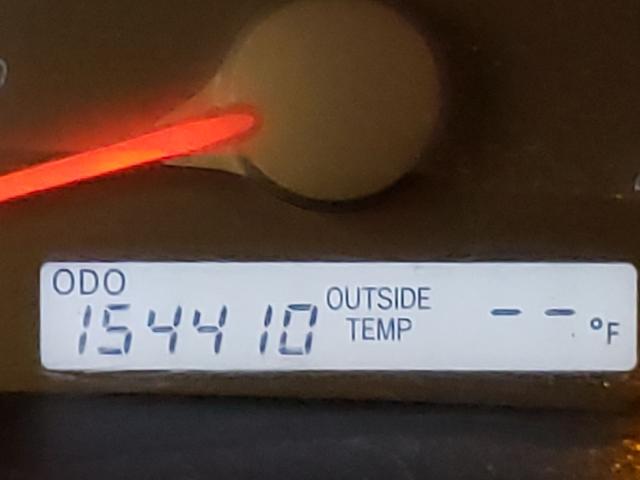 ODO
154410
OUTSIDE
TEMP
-- °F